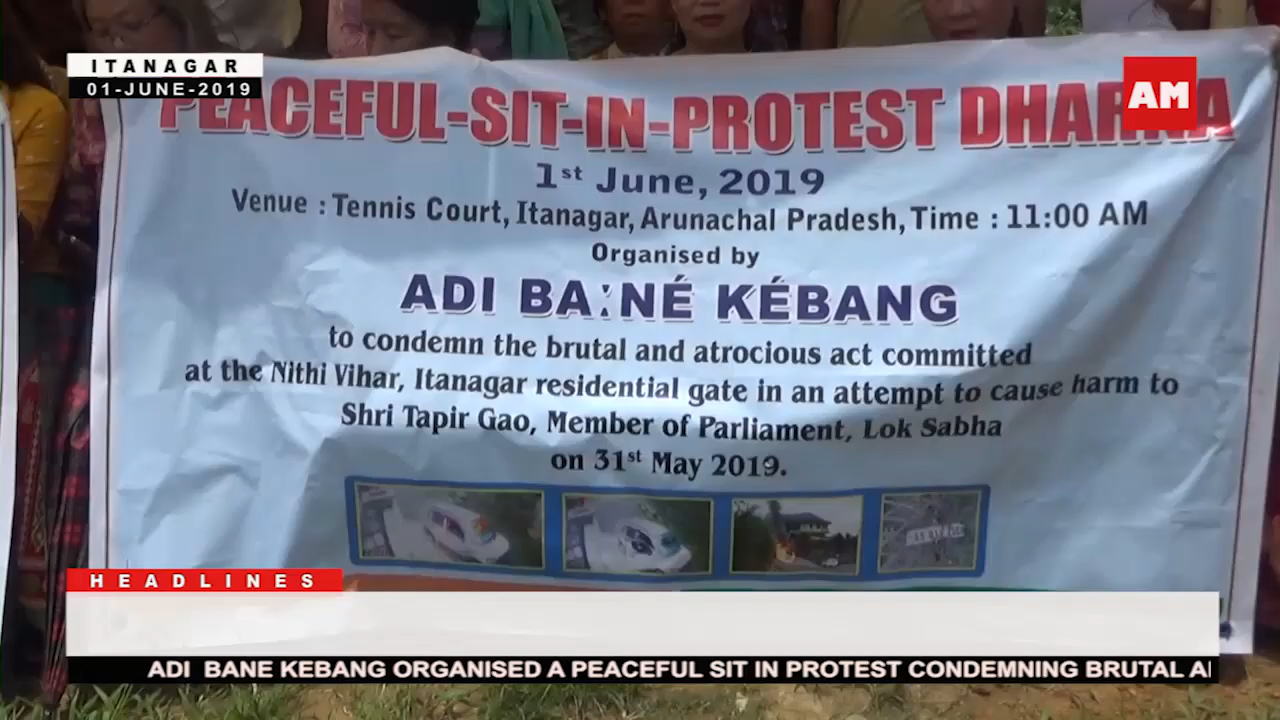 ITANAGAR
01-JUNE-2019
AM
PEACEFUL-SIT-IN-PROTEST DHARNA
1st June, 2019
Venue : Tennis Court, Itanagar, Arunachal Pradesh, Time : 11:00 AM
Organised by
ADI BA:NÉ KÉBANG
to condemn the brutal and atrocious act committed
at the Nithi Vihar, Itanagar residential gate in an attempt to cause harm to
Shri Tapir Gao, Member of Parliament, Lok Sabha
on 31st May 2019.
HEADLINES
ADI BANE KEBANG ORGANISED A PEACEFUL SIT IN PROTEST CONDEMNING BRUTAL